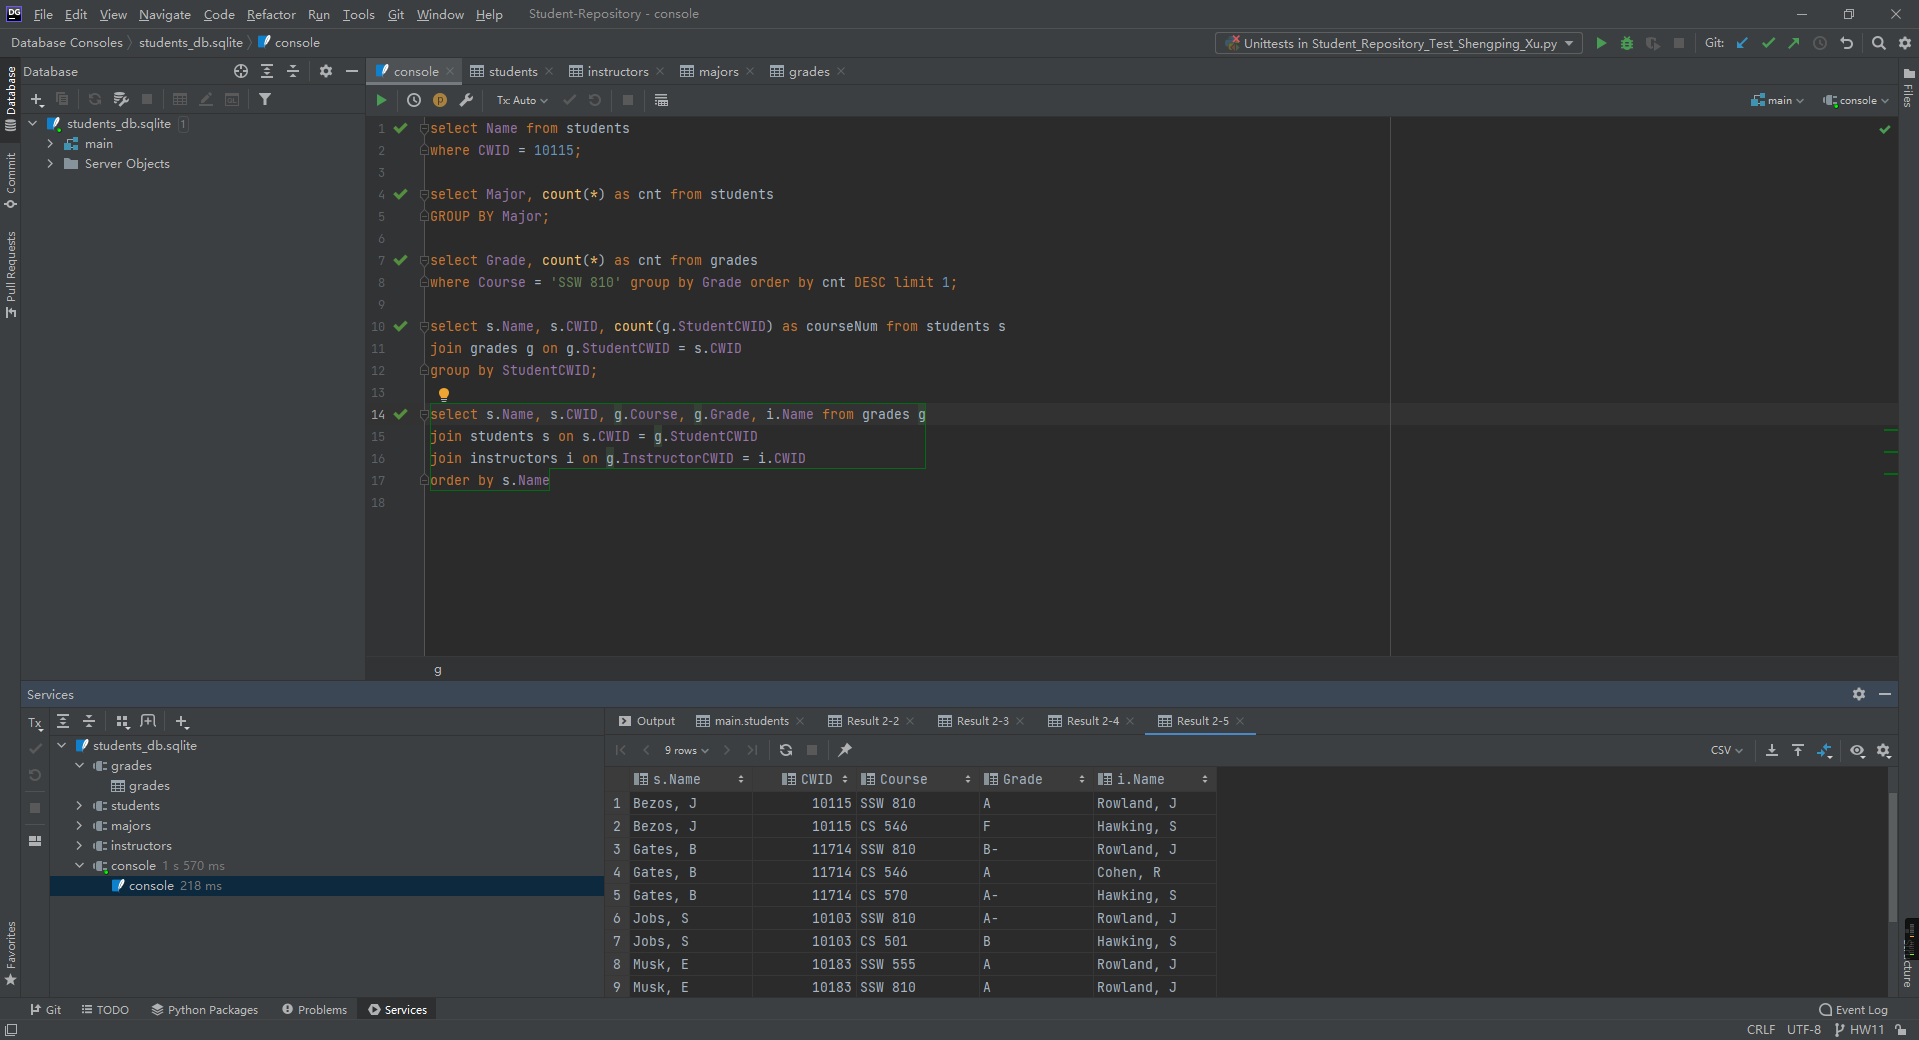 DG File Edit View Navigate Code Refactor Run Tools Git Window Help Student-Repository - console
Database Consoles students_db.sqlite console Unittests in Student_Repository_Test_Shengping_Xu.py Git:
Database
console students instructors majors grades
Tx: Auto main console
students_db.sqlite 1
main
Server Objects
Database
Commit
Pull Requests
Favorites
Files
1 select Name from students
2 where CWID = 10115;
3
4 select Major, count(*) as cnt from students
5 GROUP BY Major;
6
7 select Grade, count(*) as cnt from grades
8 where Course = 'SSW 810' group by Grade order by cnt DESC limit 1;
9
10 select s.Name, s.CWID, count(g.StudentCWID) as courseNum from students s
11 join grades g on g.StudentCWID = s.CWID
12 group by StudentCWID;
13
14 select s.Name, s.CWID, g.Course, g.Grade, i.Name from grades g
15 join students s on s.CWID = g.StudentCWID
16 join instructors i on g.InstructorCWID = i.CWID
17 order by s.Name
18
g
Services
Tx
students_db.sqlite
grades
grades
students
majors
instructors
console 1 s 570 ms
console 218 ms
Output main.students Result 2-2 Result 2-3 Result 2-4 Result 2-5
9 rows CSV
s.Name CWID Course Grade i.Name
1 Bezos, J 10115 SSW 810 A Rowland, J
2 Bezos, J 10115 CS 546 F Hawking, S
3 Gates, B 11714 SSW 810 B- Rowland, J
4 Gates, B 11714 CS 546 A Cohen, R
5 Gates, B 11714 CS 570 A- Hawking, S
6 Jobs, S 10103 SSW 810 A- Rowland, J
7 Jobs, S 10103 CS 501 B Hawking, S
8 Musk, E 10183 SSW 555 A Rowland, J
9 Musk, E 10183 SSW 810 A Rowland, J
Git TODO Python Packages Problems Services Event Log
CRLF UTF-8 HW11